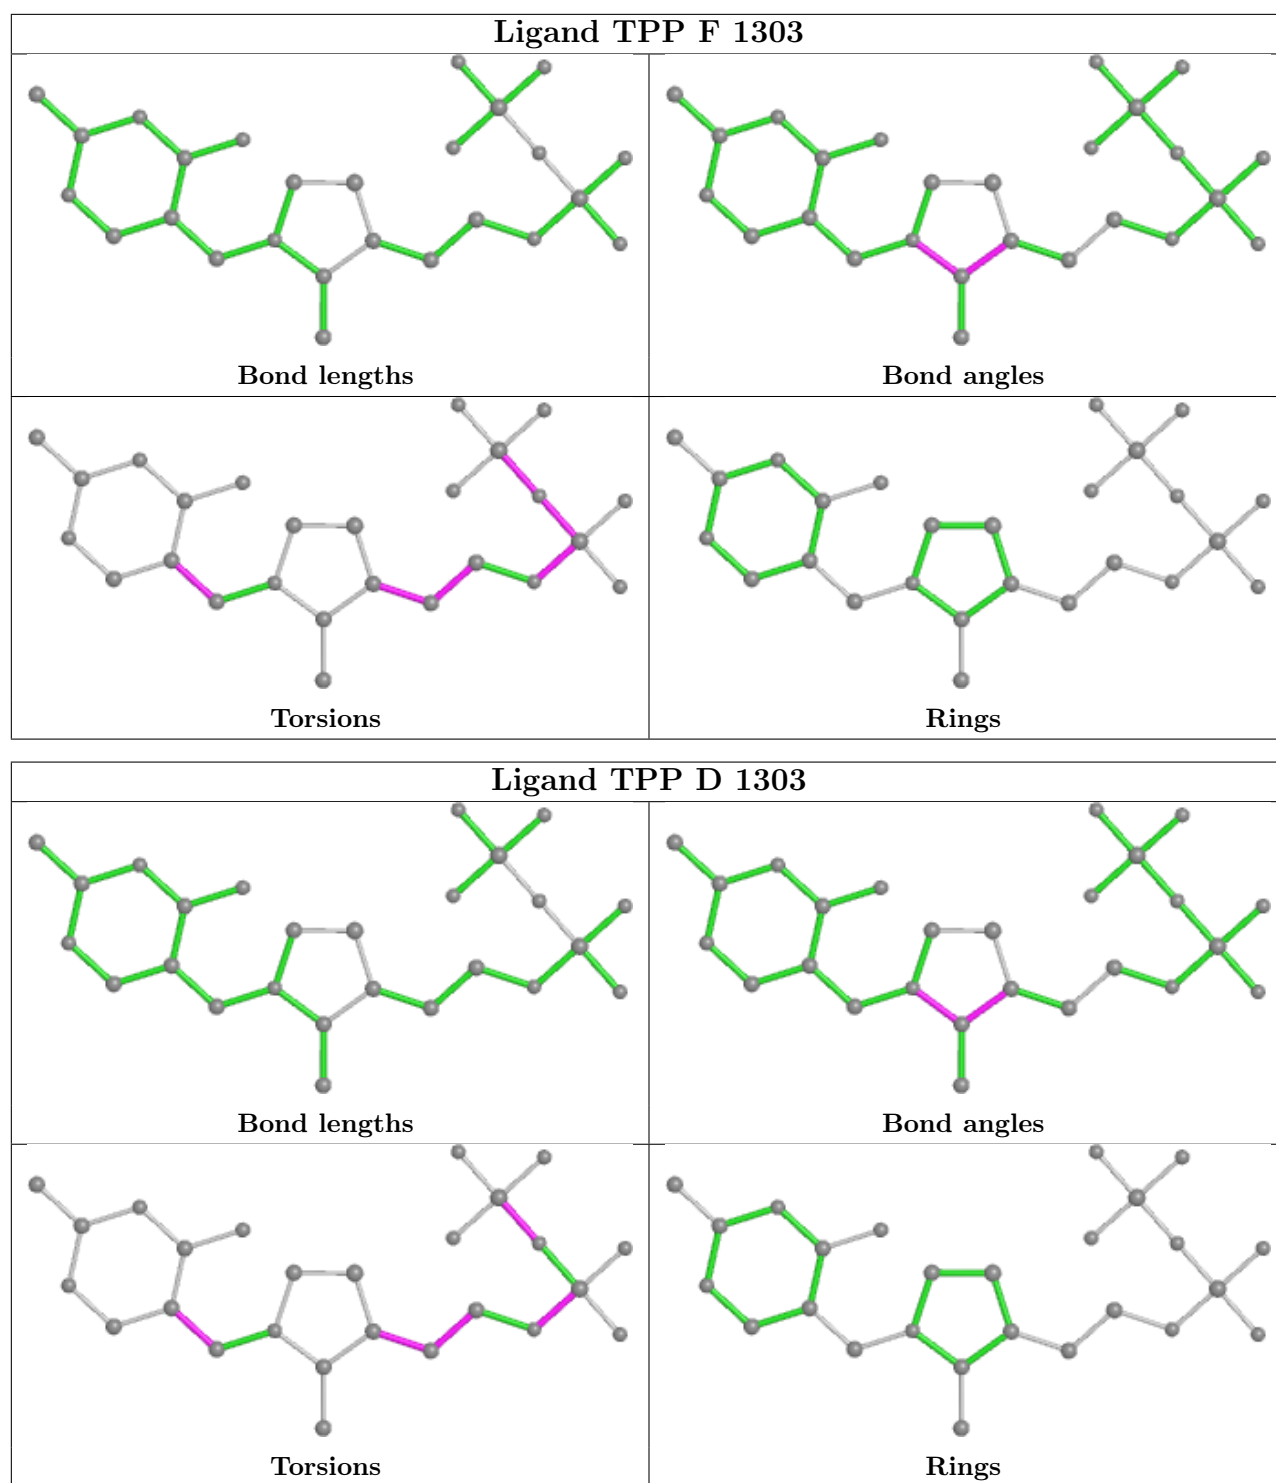 Ligand TPP F 1303
Bond lengths
Bond angles
Torsions
Rings
Ligand TPP D 1303
Bond lengths
Bond angles
Torsions
Rings